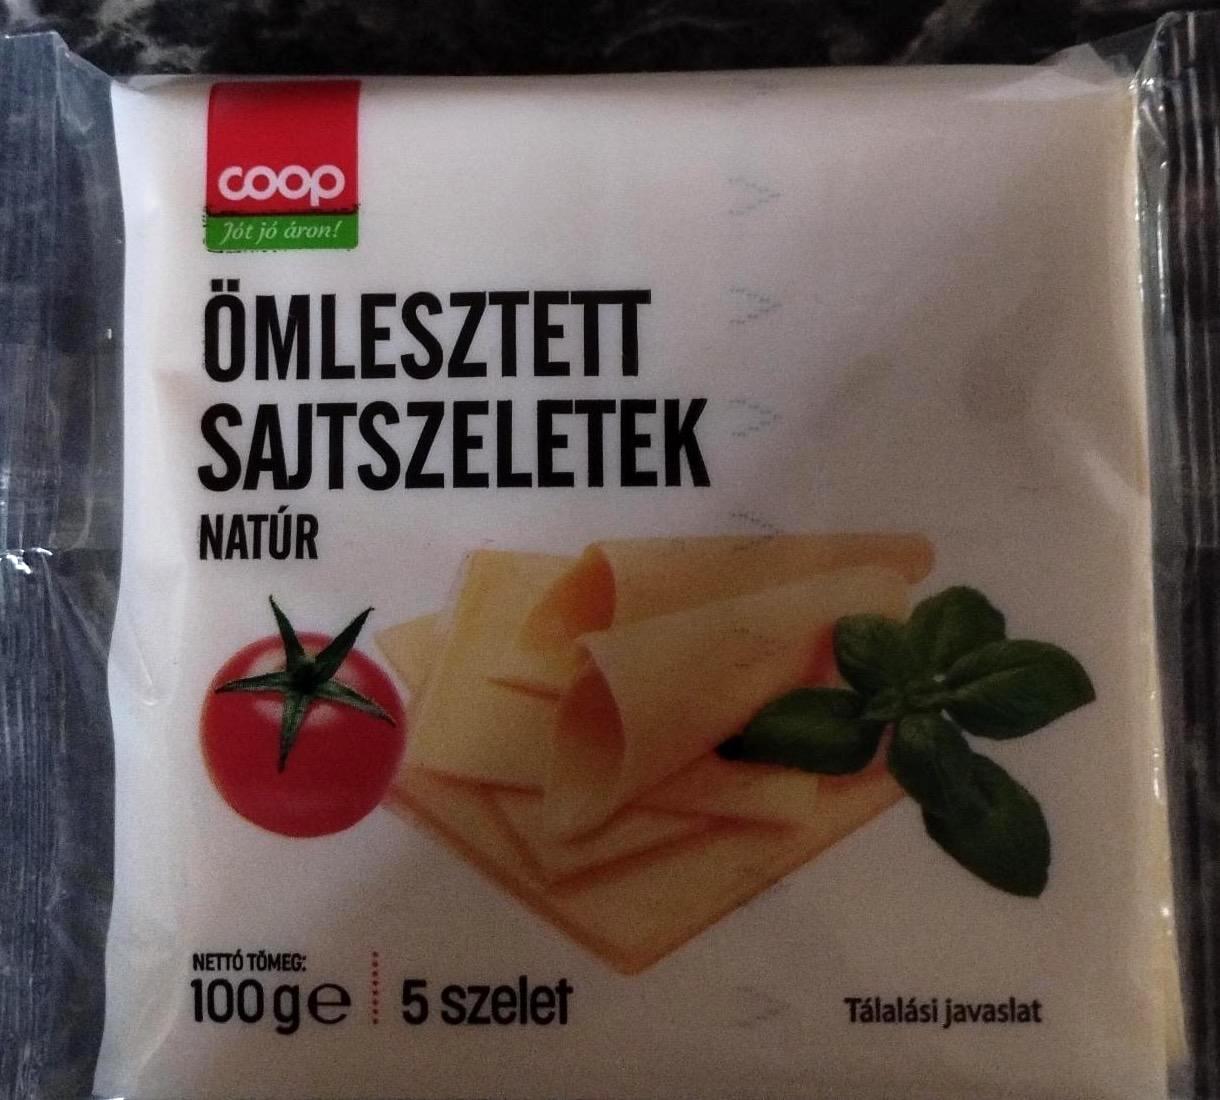 coop
Jót jó áron!
ÖMLESZTETT
SAJTSZELETEK
NATÚR
NETTÓ TÖMEG:
100 g ℮
5 szelet
Tálalási javaslat